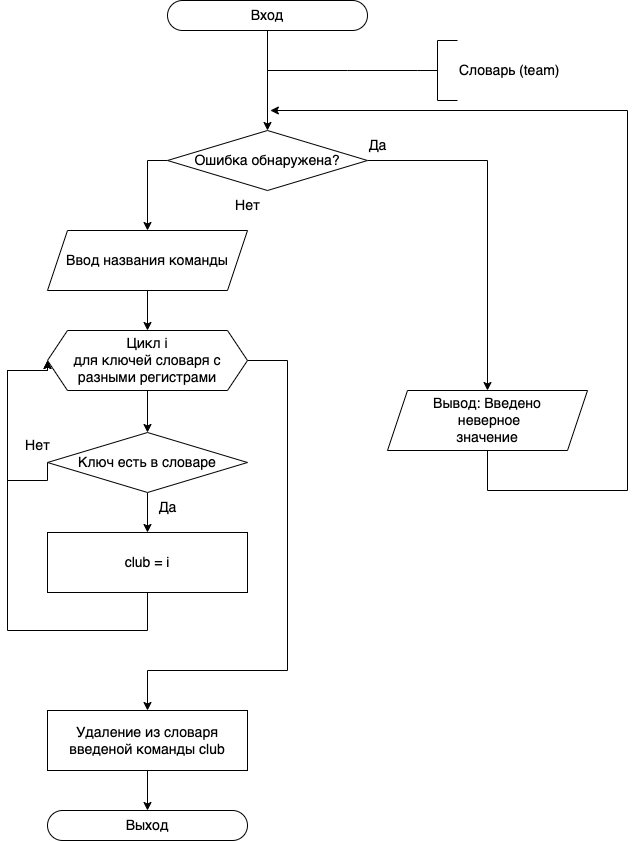 Вход
Словарь (team)
Ошибка обнаружена?
Да
Нет
Ввод названия команды
Цикл i
для ключей словаря с
разными регистрами
Вывод: Введено
неверное
значение
Нет
Ключ есть в словаре
Да
club = i
Удаление из словаря
введеной команды club
Выход